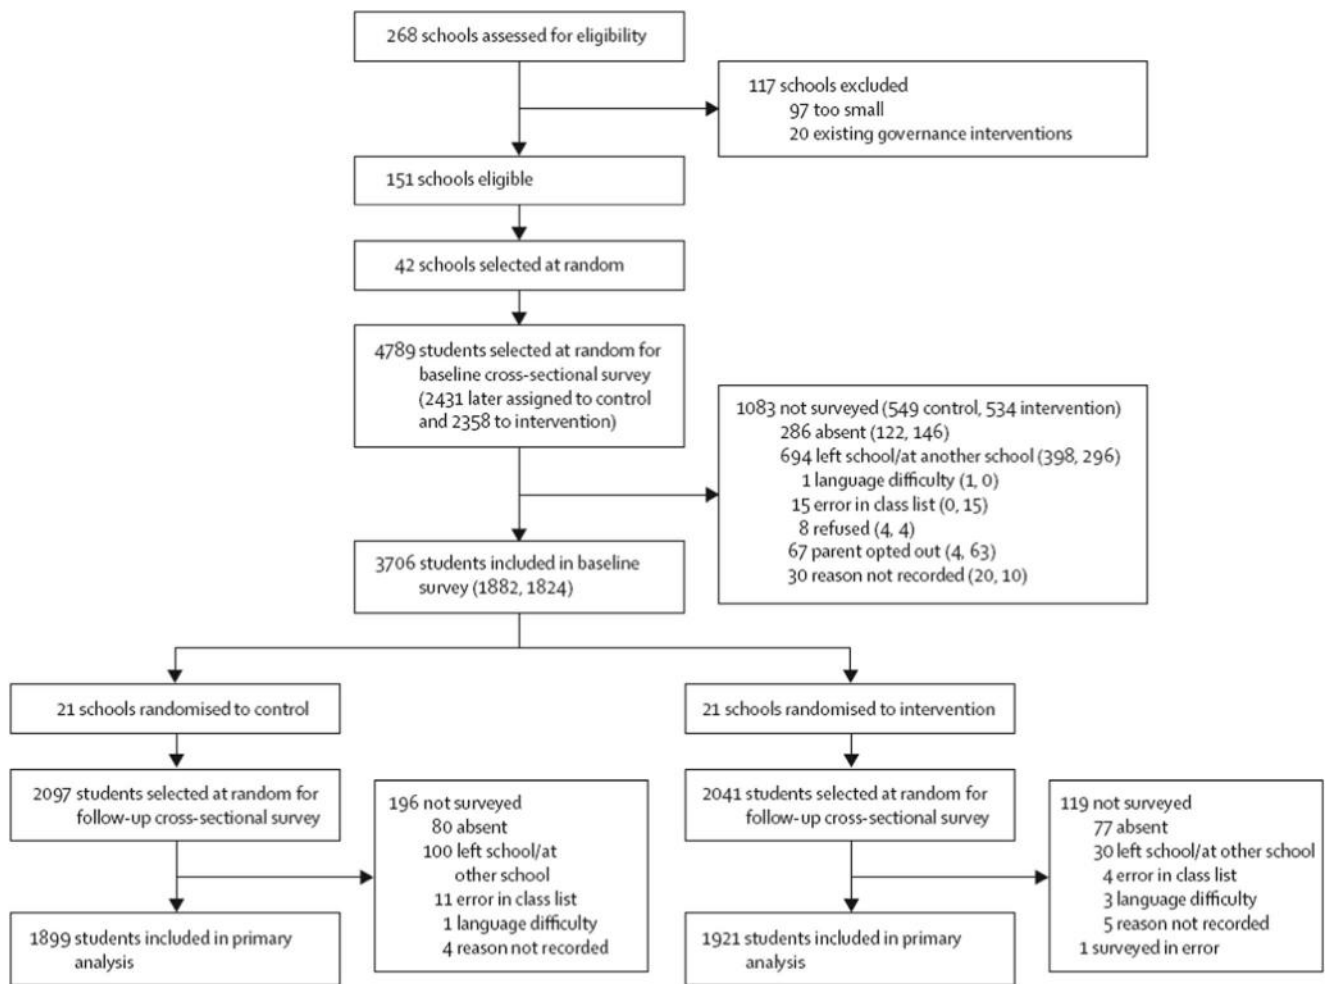 268 schools assessed for eligibility
117 schools excluded
97 too small
20 existing governance interventions
151 schools eligible
42 schools selected at random
4789 students selected at random for
baseline cross-sectional survey
(2431 later assigned to control
and 2358 to intervention)
1083 not surveyed (549 control, 534 intervention)
286 absent (122, 146)
694 left school/at another school (398, 296)
1 language difficulty (1, 0)
15 error in class list (0, 15)
8 refused (4, 4)
67 parent opted out (4, 63)
30 reason not recorded (20, 10)
3706 students included in baseline
survey (1882, 1824)
21 schools randomised to control
21 schools randomised to intervention
2097 students selected at random for
follow-up cross-sectional survey
196 not surveyed
80 absent
100 left school/at
other school
11 error in class list
1 language difficulty
4 reason not recorded
2041 students selected at random for
follow-up cross-sectional survey
119 not surveyed
77 absent
30 left school/at other school
4 error in class list
3 language difficulty
5 reason not recorded
1 surveyed in error
1899 students included in primary
analysis
1921 students included in primary
analysis